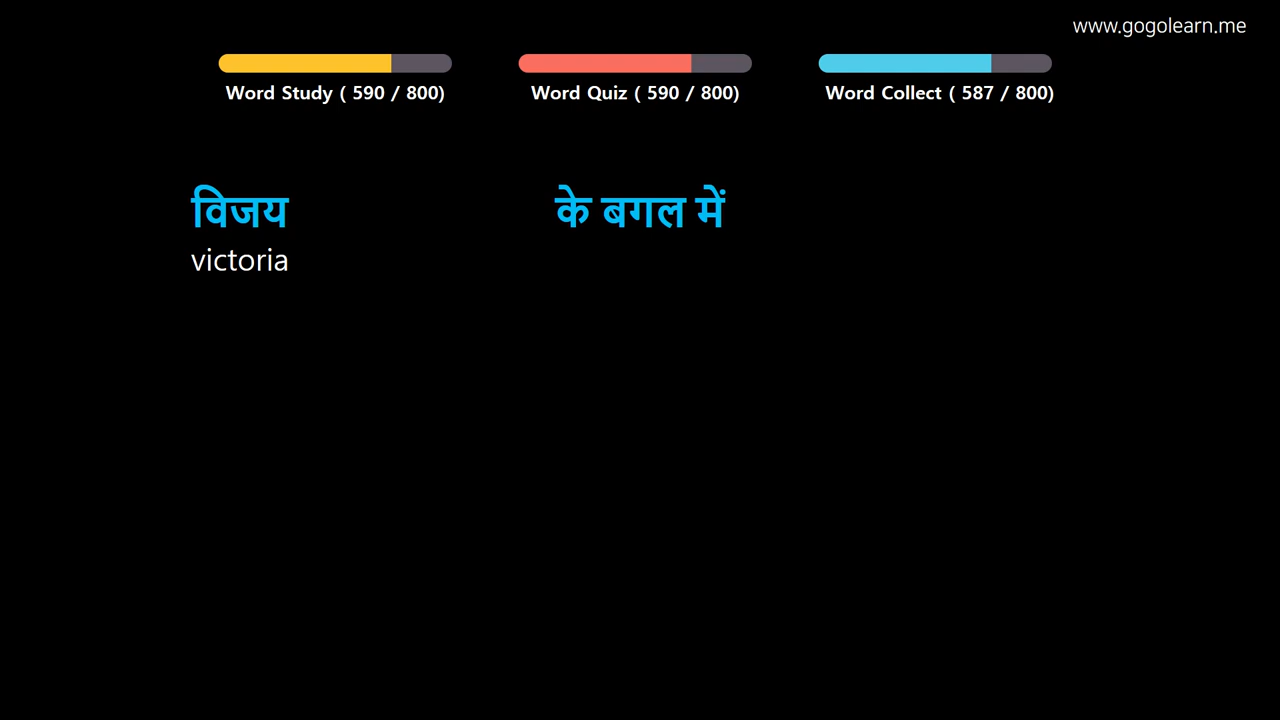 www.gogolearn.me
Word Study ( 590 / 800)
Word Quiz ( 590 / 800)
Word Collect ( 587 / 800)
विजय
victoria
के बगल में